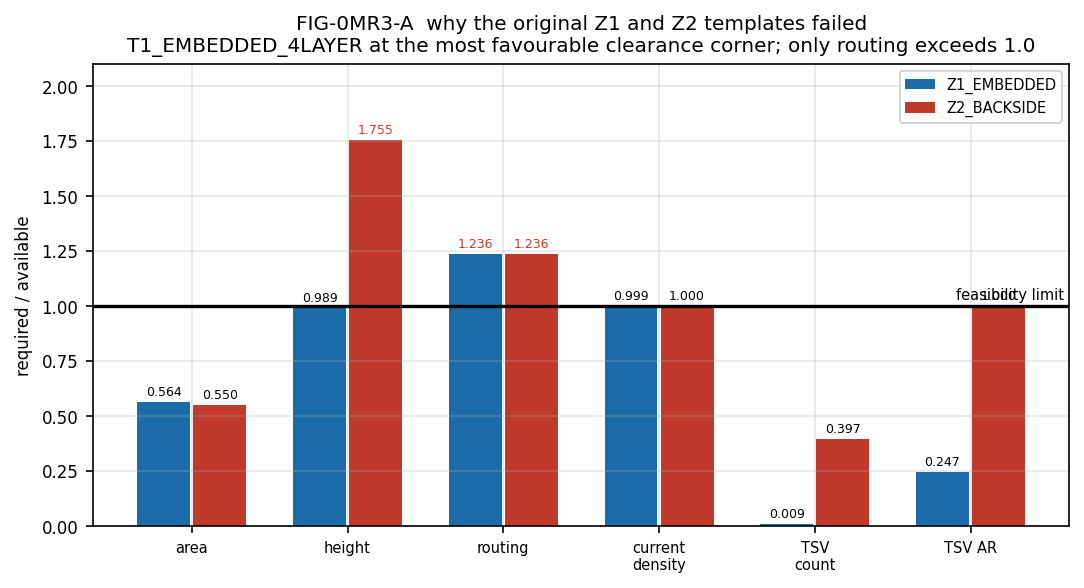 FIG-0MR3-A  why the original Z1 and Z2 templates failed
T1_EMBEDDED_4LAYER at the most favourable clearance corner; only routing exceeds 1.0
Z1_EMBEDDED
Z2_BACKSIDE
required / available
2.00
1.75
1.50
1.25
1.00
0.75
0.50
0.25
0.00
0.564
0.550
0.989
1.755
1.236
1.236
0.999
1.000
0.009
0.397
0.247
feasibility limit
area
height
routing
current
density
TSV
count
TSV AR